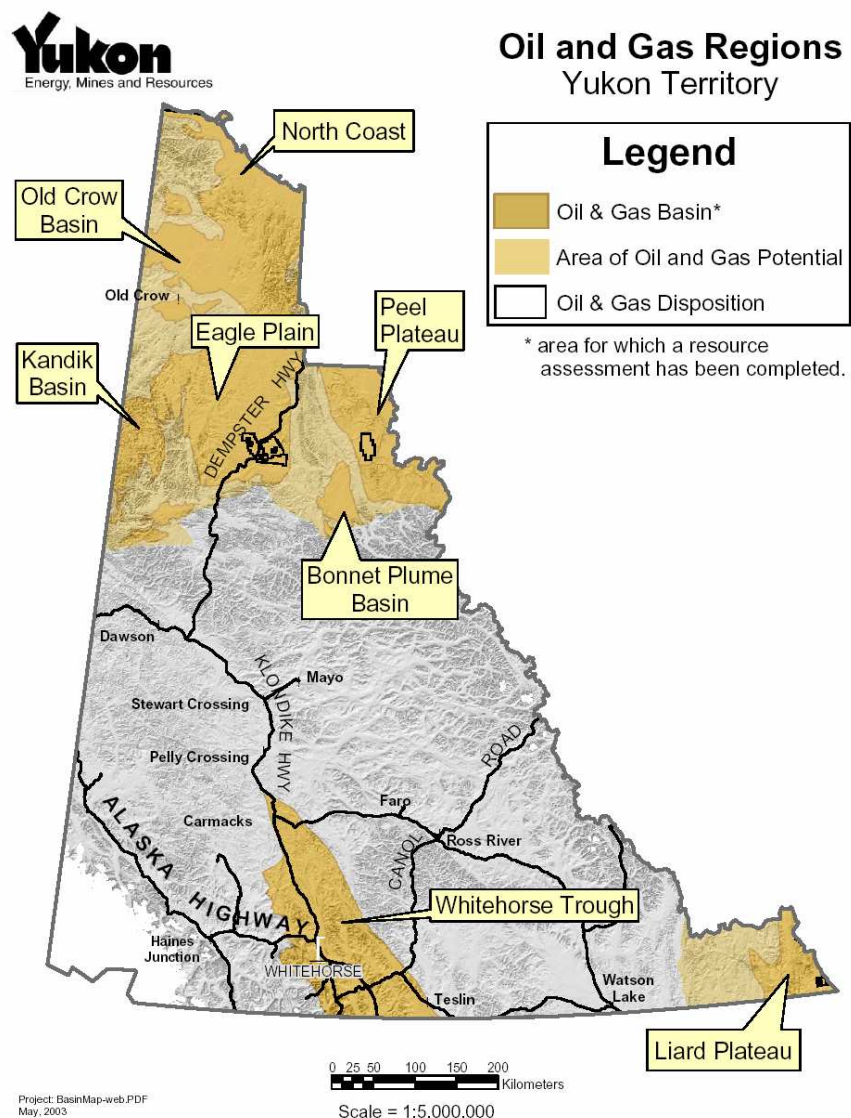 Yukon
Energy, Mines and Resources
Oil and Gas Regions
Yukon Territory
Legend
Oil & Gas Basin*
Area of Oil and Gas Potential
Oil & Gas Disposition
* area for which a resource
assessment has been completed.
North Coast
Old Crow
Basin
Old Crow
Eagle Plain
Peel
Plateau
Kandik
Basin
DEMPSTER HWY
Bonnet Plume
Basin
Dawson
KLONDIKE HWY
Mayo
Stewart Crossing
Pelly Crossing
Carmacks
Faro
Ross River
CANOL ROAD
ALASKA HIGHWAY
Whitehorse Trough
Haines
Junction
WHITEHORSE
Teslin
Watson
Lake
Liard Plateau
0 25 50 100 150 200
Kilometers
Scale = 1:5,000,000
Project: BasinMap-web.PDF
May, 2003